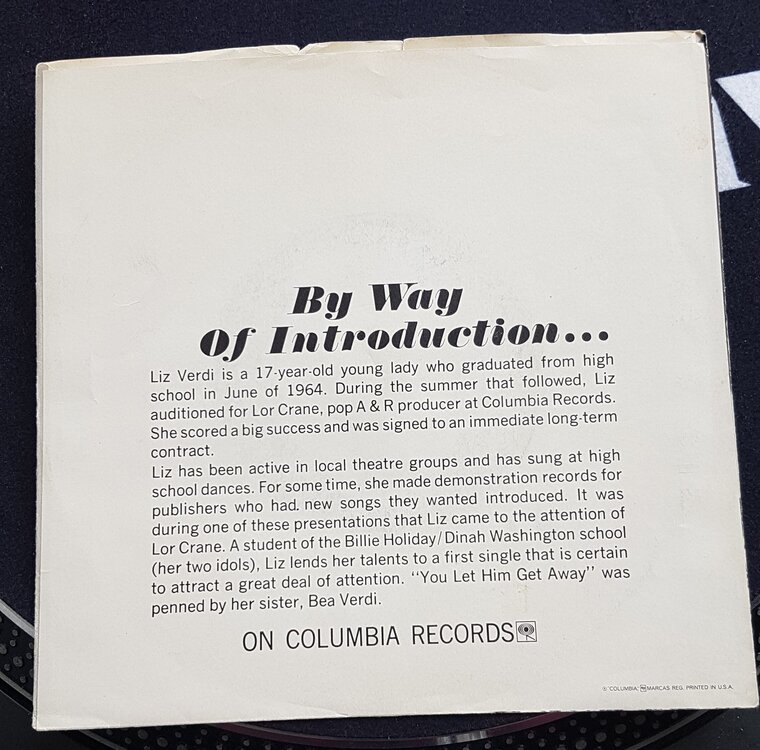 By Way
Of Introduction...
Liz Verdi is a 17-year-old young lady who graduated from high
school in June of 1964. During the summer that followed, Liz
auditioned for Lor Crane, pop A & R producer at Columbia Records.
She scored a big success and was signed to an immediate long-term
contract.
Liz has been active in local theatre groups and has sung at high
school dances. For some time, she made demonstration records for
publishers who had. new songs they wanted introduced. It was
during one of these presentations that Liz came to the attention of
Lor Crane. A student of the Billie Holiday/Dinah Washington school
(her two idols), Liz lends her talents to a first single that is certain
to attract a great deal of attention. "You Let Him Get Away" was
penned by her sister, Bea Verdi.
ON COLUMBIA RECORDS
® "COLUMBIA", MARCAS REG. PRINTED IN U.S.A.